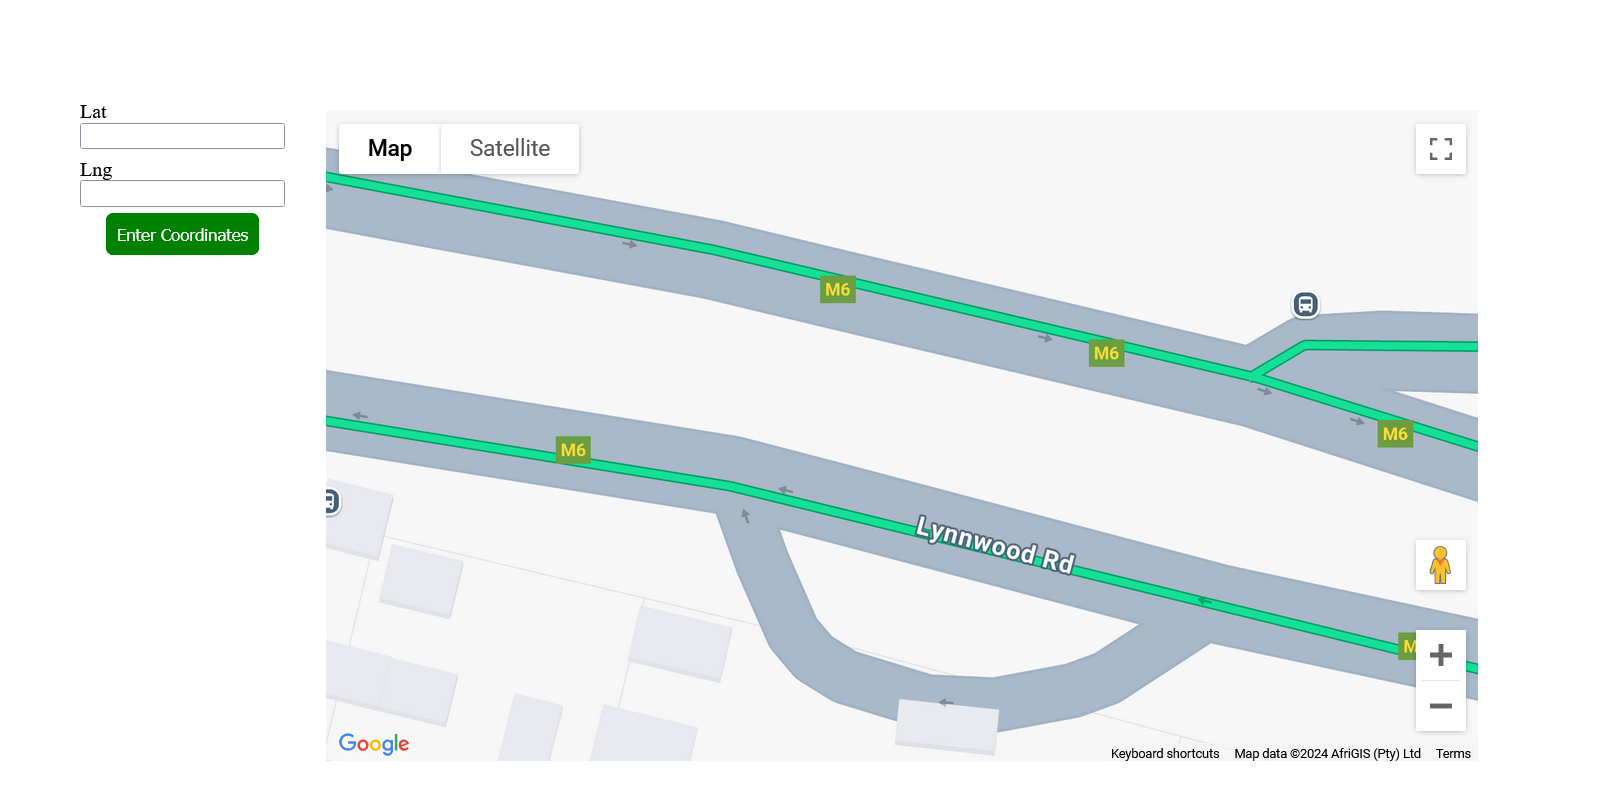 Lat
Lng
Enter Coordinates
Map
Satellite
M6
M6
M6
M6
Lynnwood Rd
M
Google
Keyboard shortcuts
Map data ©2024 AfriGIS (Pty) Ltd
Terms